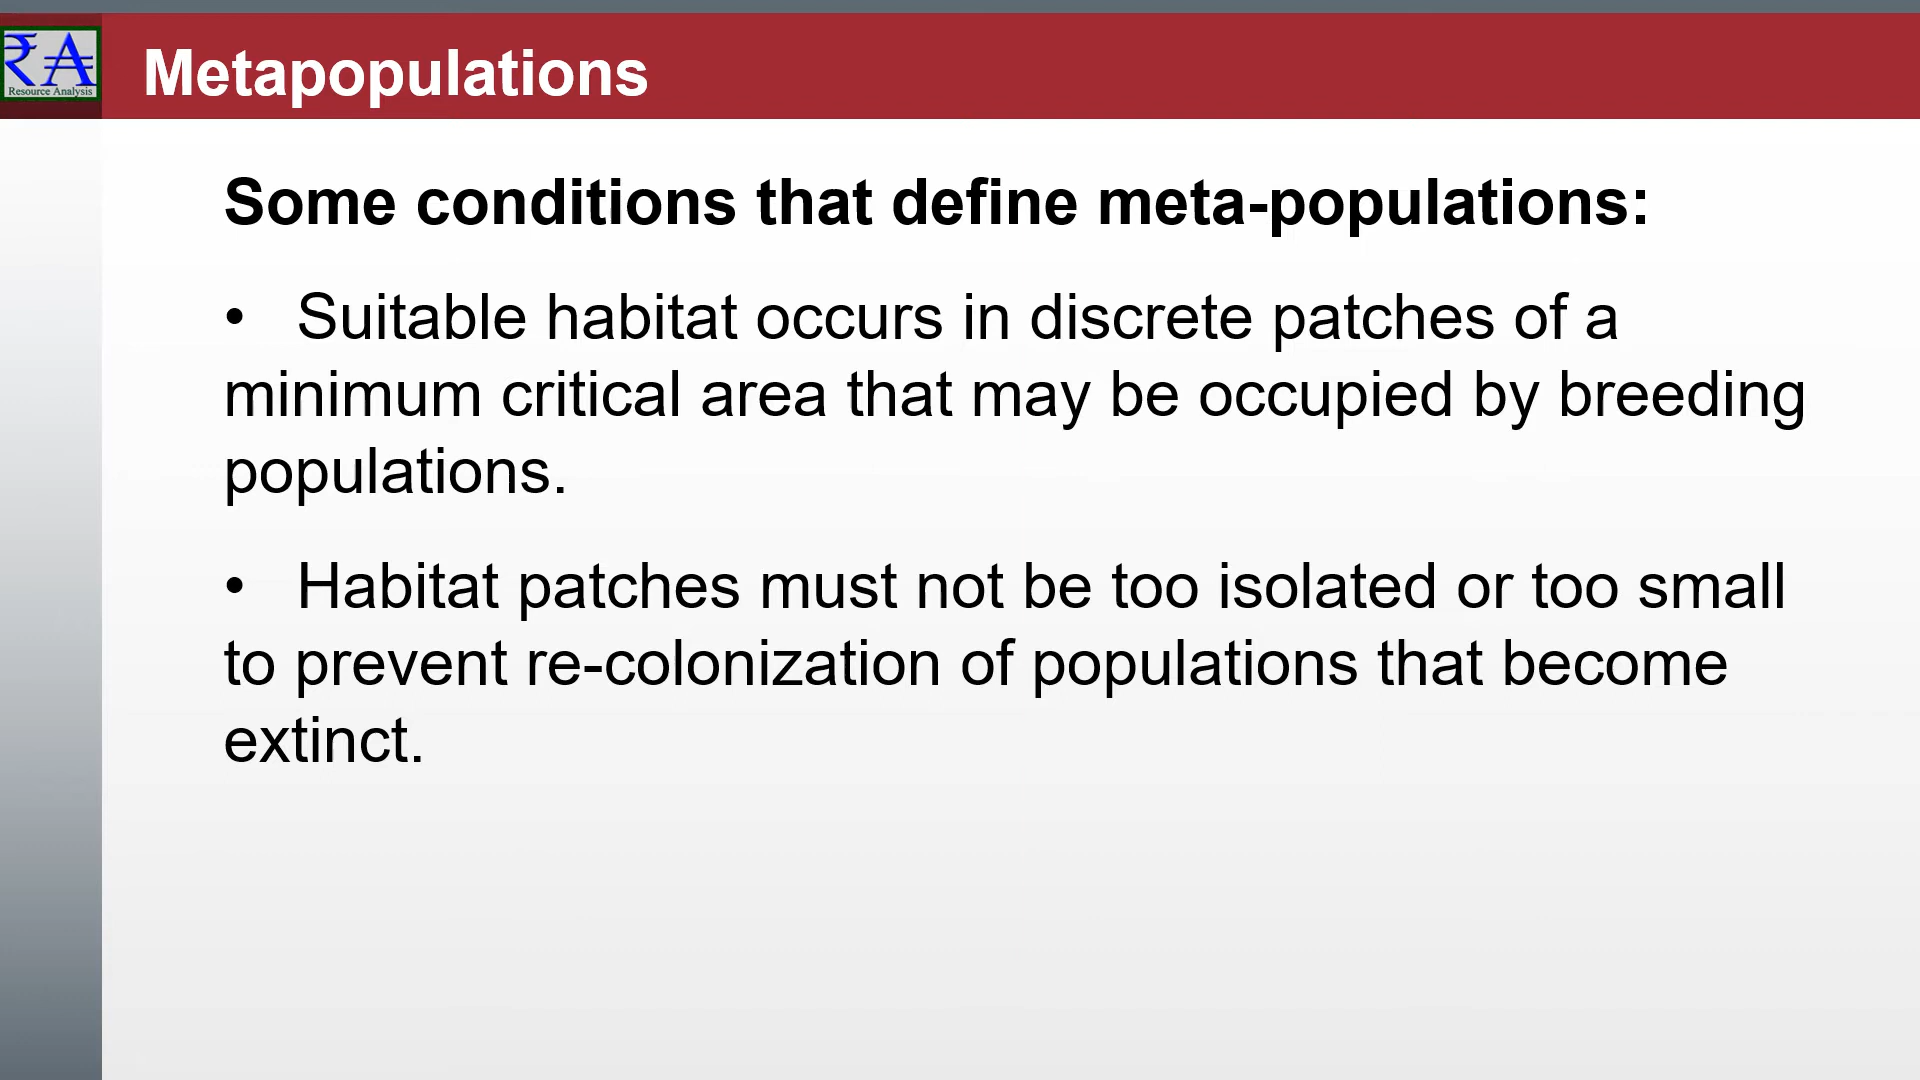 ₹A
Resource Analysis
Metapopulations
Some conditions that define meta-populations:
• Suitable habitat occurs in discrete patches of a
minimum critical area that may be occupied by breeding
populations.
• Habitat patches must not be too isolated or too small
to prevent re-colonization of populations that become
extinct.